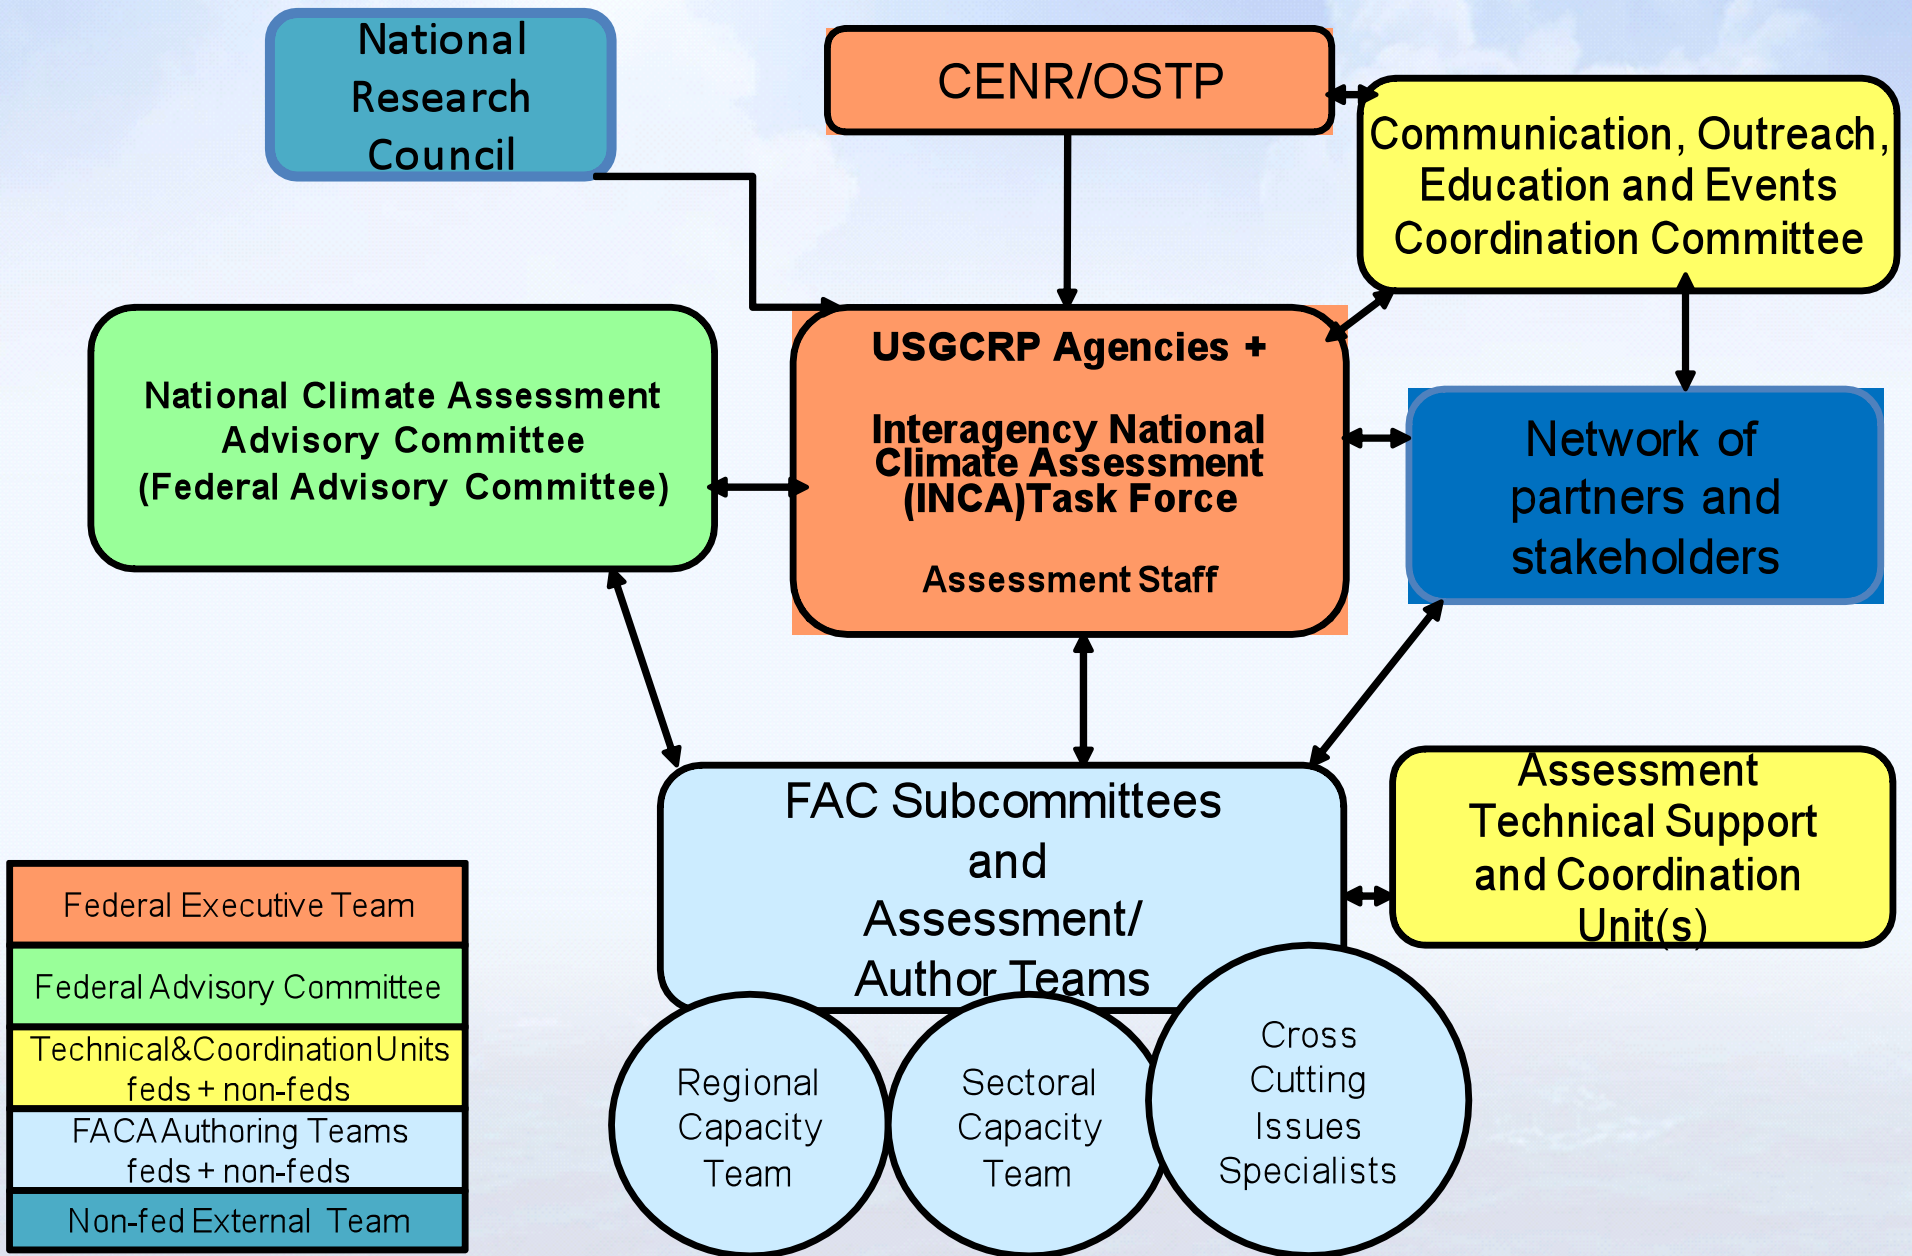 National
Research
Council
CENR/OSTP
Communication, Outreach,
Education and Events
Coordination Committee
National Climate Assessment
Advisory Committee
(Federal Advisory Committee)
USGCRP Agencies +
Interagency National
Climate Assessment
(INCA)Task Force
Assessment Staff
Network of
partners and
stakeholders
FAC Subcommittees
and
Assessment/
Author Teams
Assessment
Technical Support
and Coordination
Unit(s)
Regional
Capacity
Team
Sectoral
Capacity
Team
Cross
Cutting
Issues
Specialists
Federal Executive Team
Federal Advisory Committee
Technical&CoordinationUnits
feds + non-feds
FACA Authoring Teams
feds + non-feds
Non-fed External Team